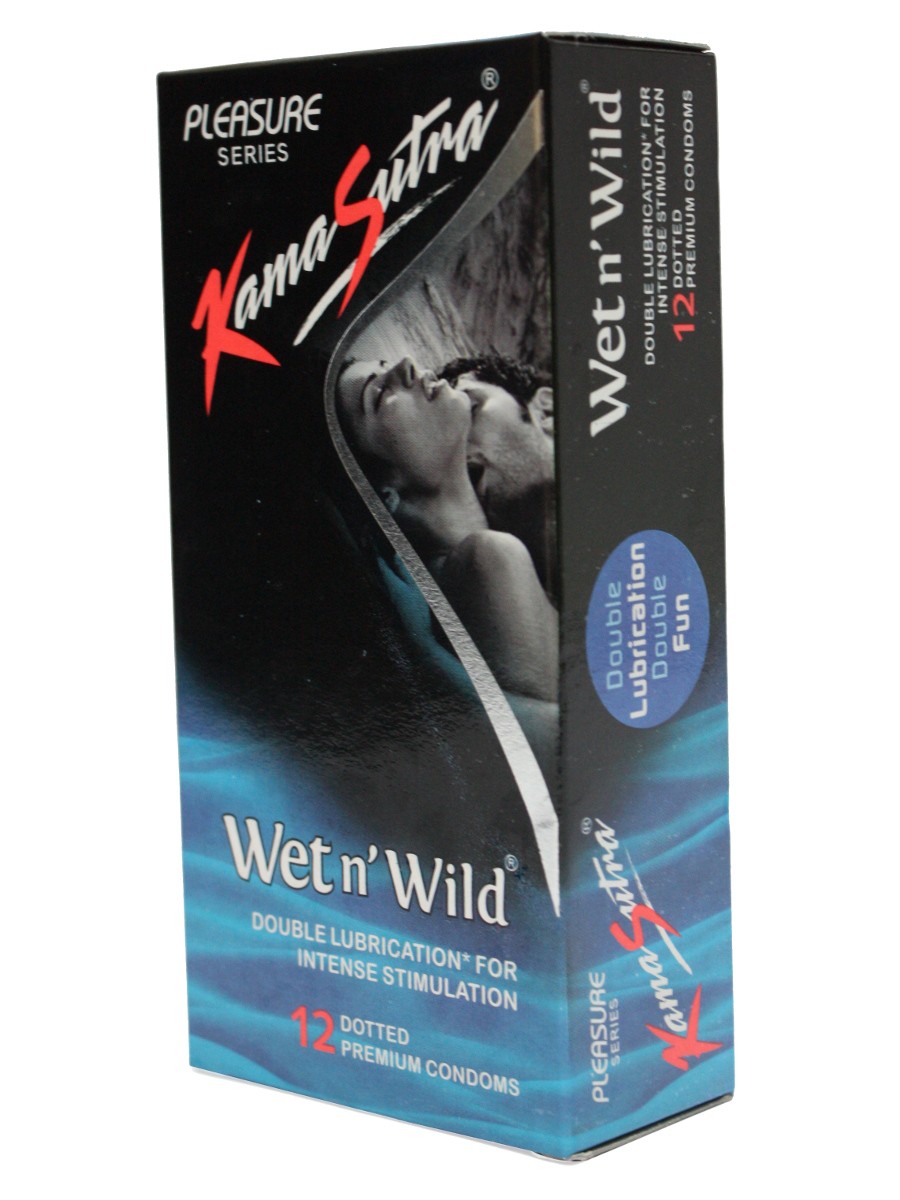 PLEASURE
SERIES
KamaSutra®
Wet n' Wild®
DOUBLE LUBRICATION* FOR
INTENSE STIMULATION
12 DOTTED
PREMIUM CONDOMS
Wet n' Wild®
DOUBLE LUBRICATION* FOR
INTENSE STIMULATION
12 DOTTED
PREMIUM CONDOMS
Double
Lubrication
Double
Fun
PLEASURE
SERIES
KamaSutra®